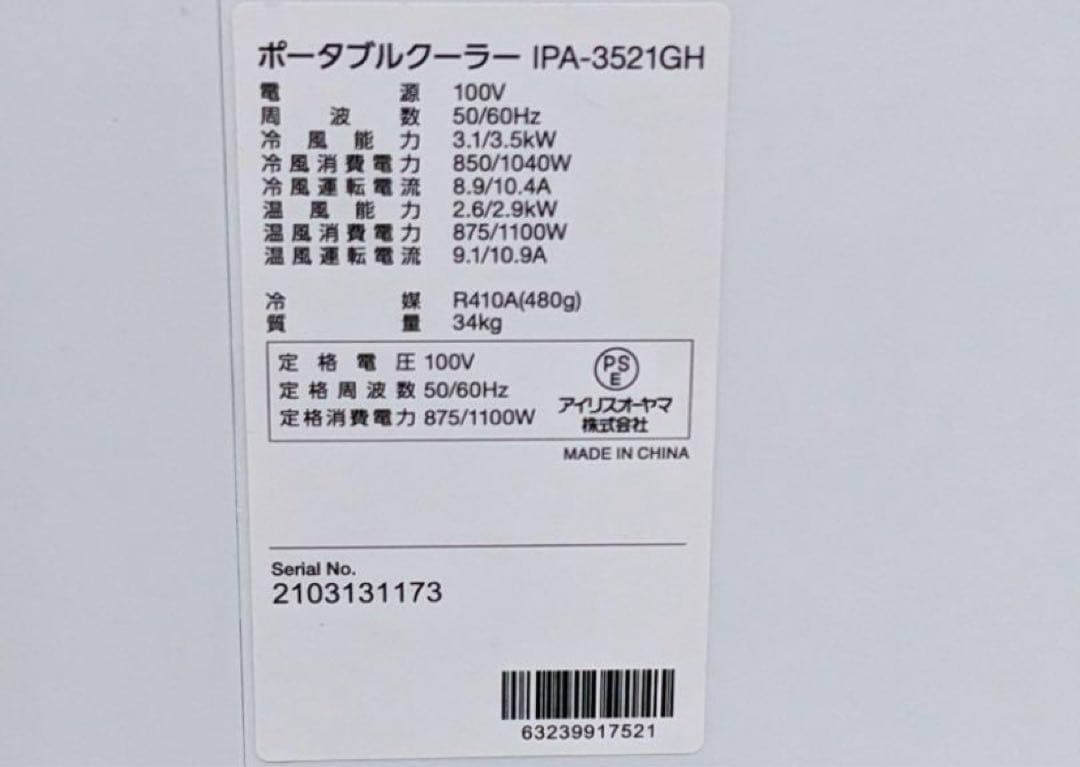 ポータブルクーラー IPA-3521GH
電源 100V
周波数 50/60Hz
冷風能力 3.1/3.5kW
冷風消費電力 850/1040W
冷風運転電流 8.9/10.4A
温風能力 2.6/2.9kW
温風消費電力 875/1100W
温風運転電流 9.1/10.9A
冷媒 R410A(480g)
質量 34kg
定格電圧 100V
定格周波数 50/60Hz
定格消費電力 875/1100W
PS
E
アイリスオーヤマ
株式会社
MADE IN CHINA
Serial No.
2103131173
63239917521